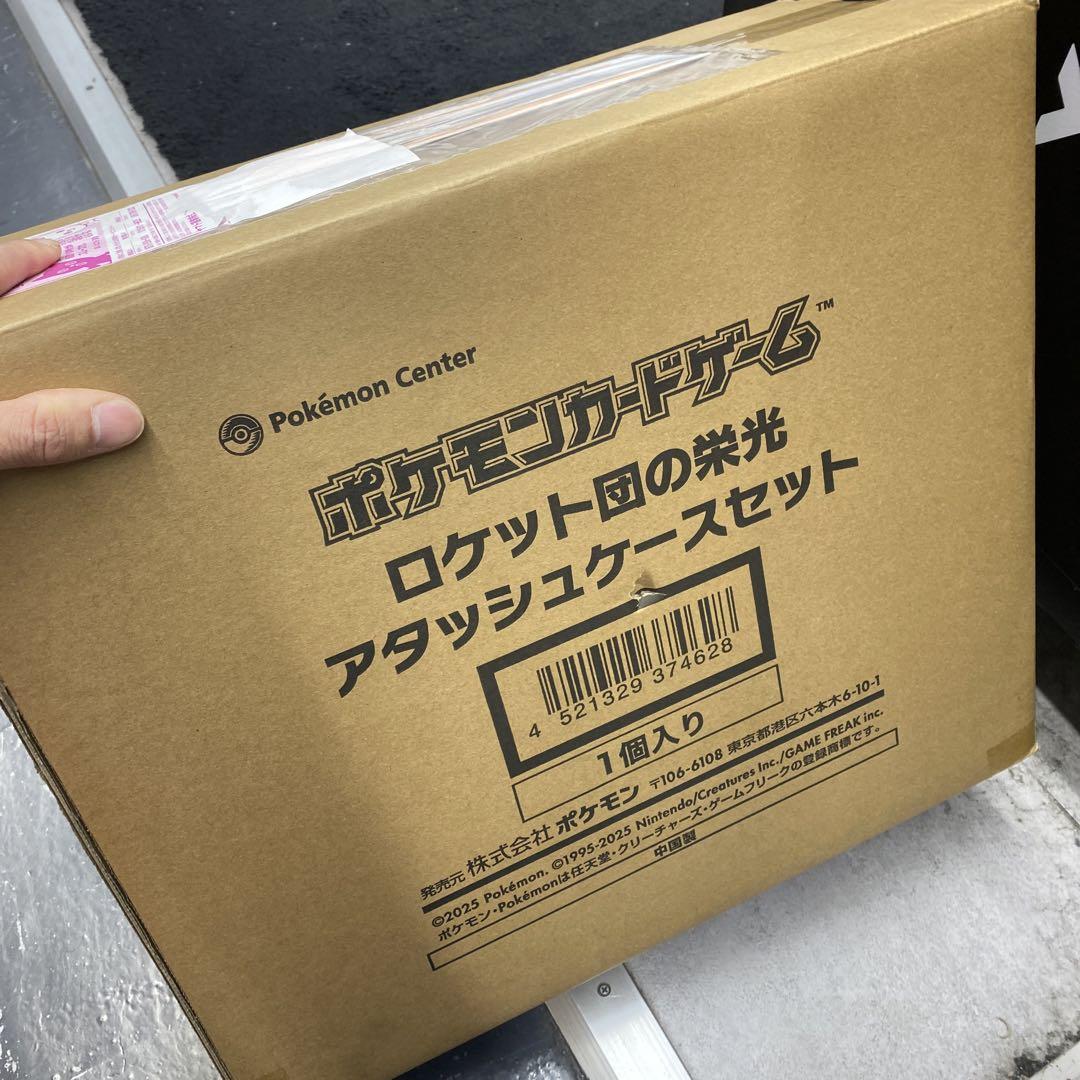 Pokémon Center
ポケモンカードゲーム™
ロケット団の栄光
アタッシュケースセット
4 521329 374628
1個入り
発売元 株式会社 ポケモン 〒106-6108 東京都港区六本木6-10-1
©2025 Pokémon. ©1995-2025 Nintendo/Creatures Inc./GAME FREAK inc.
ポケモン・Pokémonは任天堂・クリーチャーズ・ゲームフリークの登録商標です。
中国製